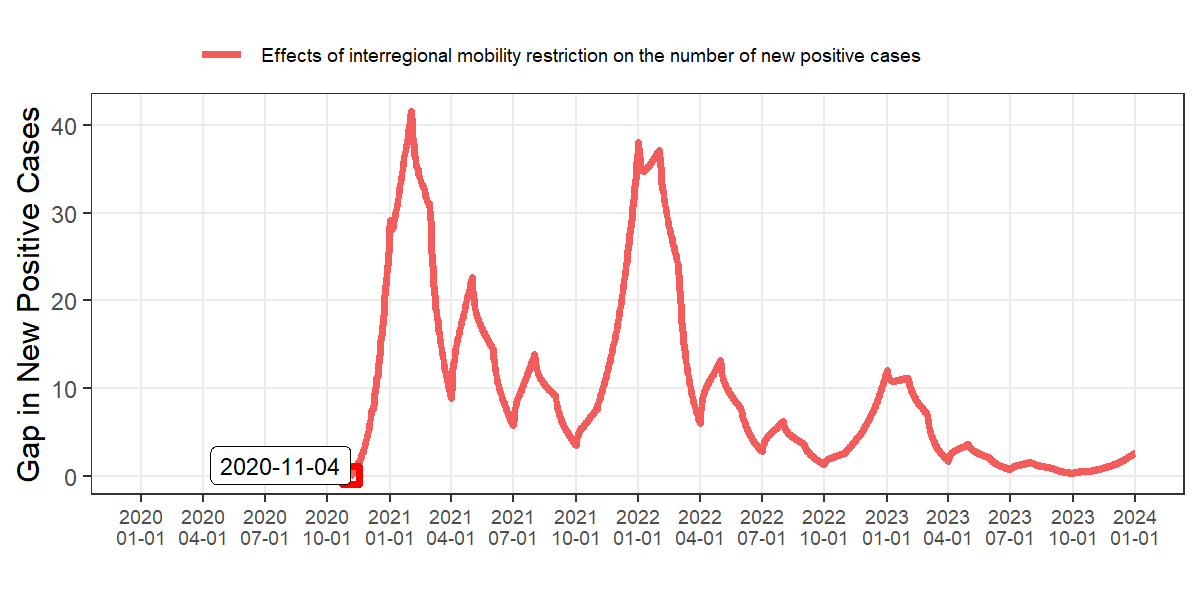 Effects of interregional mobility restriction on the number of new positive cases
Gap in New Positive Cases
40
30
20
10
0
2020-11-04
2020 2020 2020 2020 2021 2021 2021 2021 2022 2022 2022 2022 2023 2023 2023 2023 2024
01-01 04-01 07-01 10-01 01-01 04-01 07-01 10-01 01-01 04-01 07-01 10-01 01-01 04-01 07-01 10-01 01-01